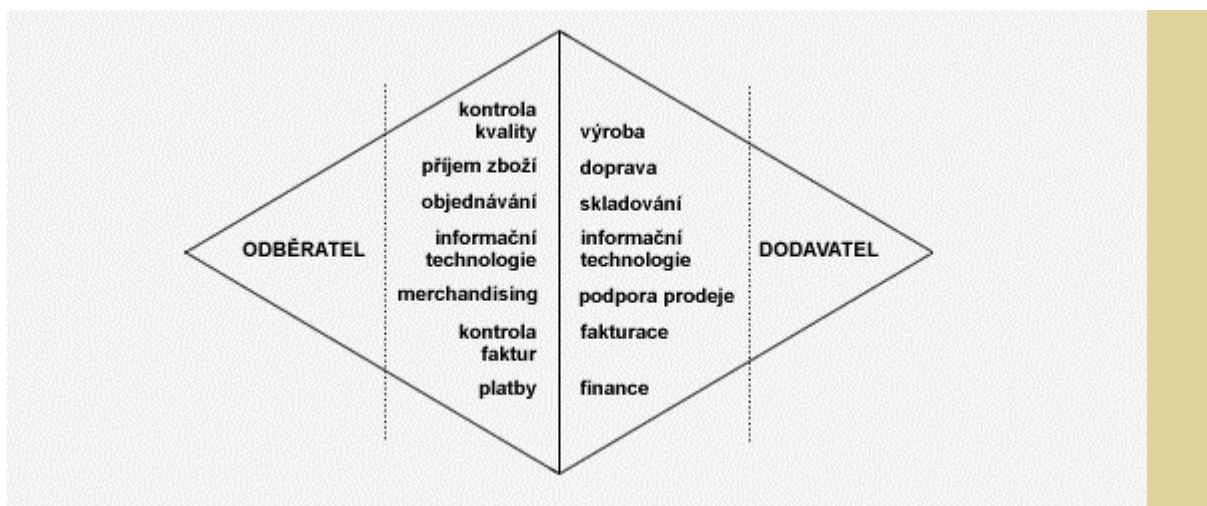 kontrola
kvality
výroba
příjem zboží
doprava
objednávání
skladování
ODBĚRATEL
informační
technologie
informační
technologie
DODAVATEL
merchandising
podpora prodeje
kontrola
faktur
fakturace
platby
finance